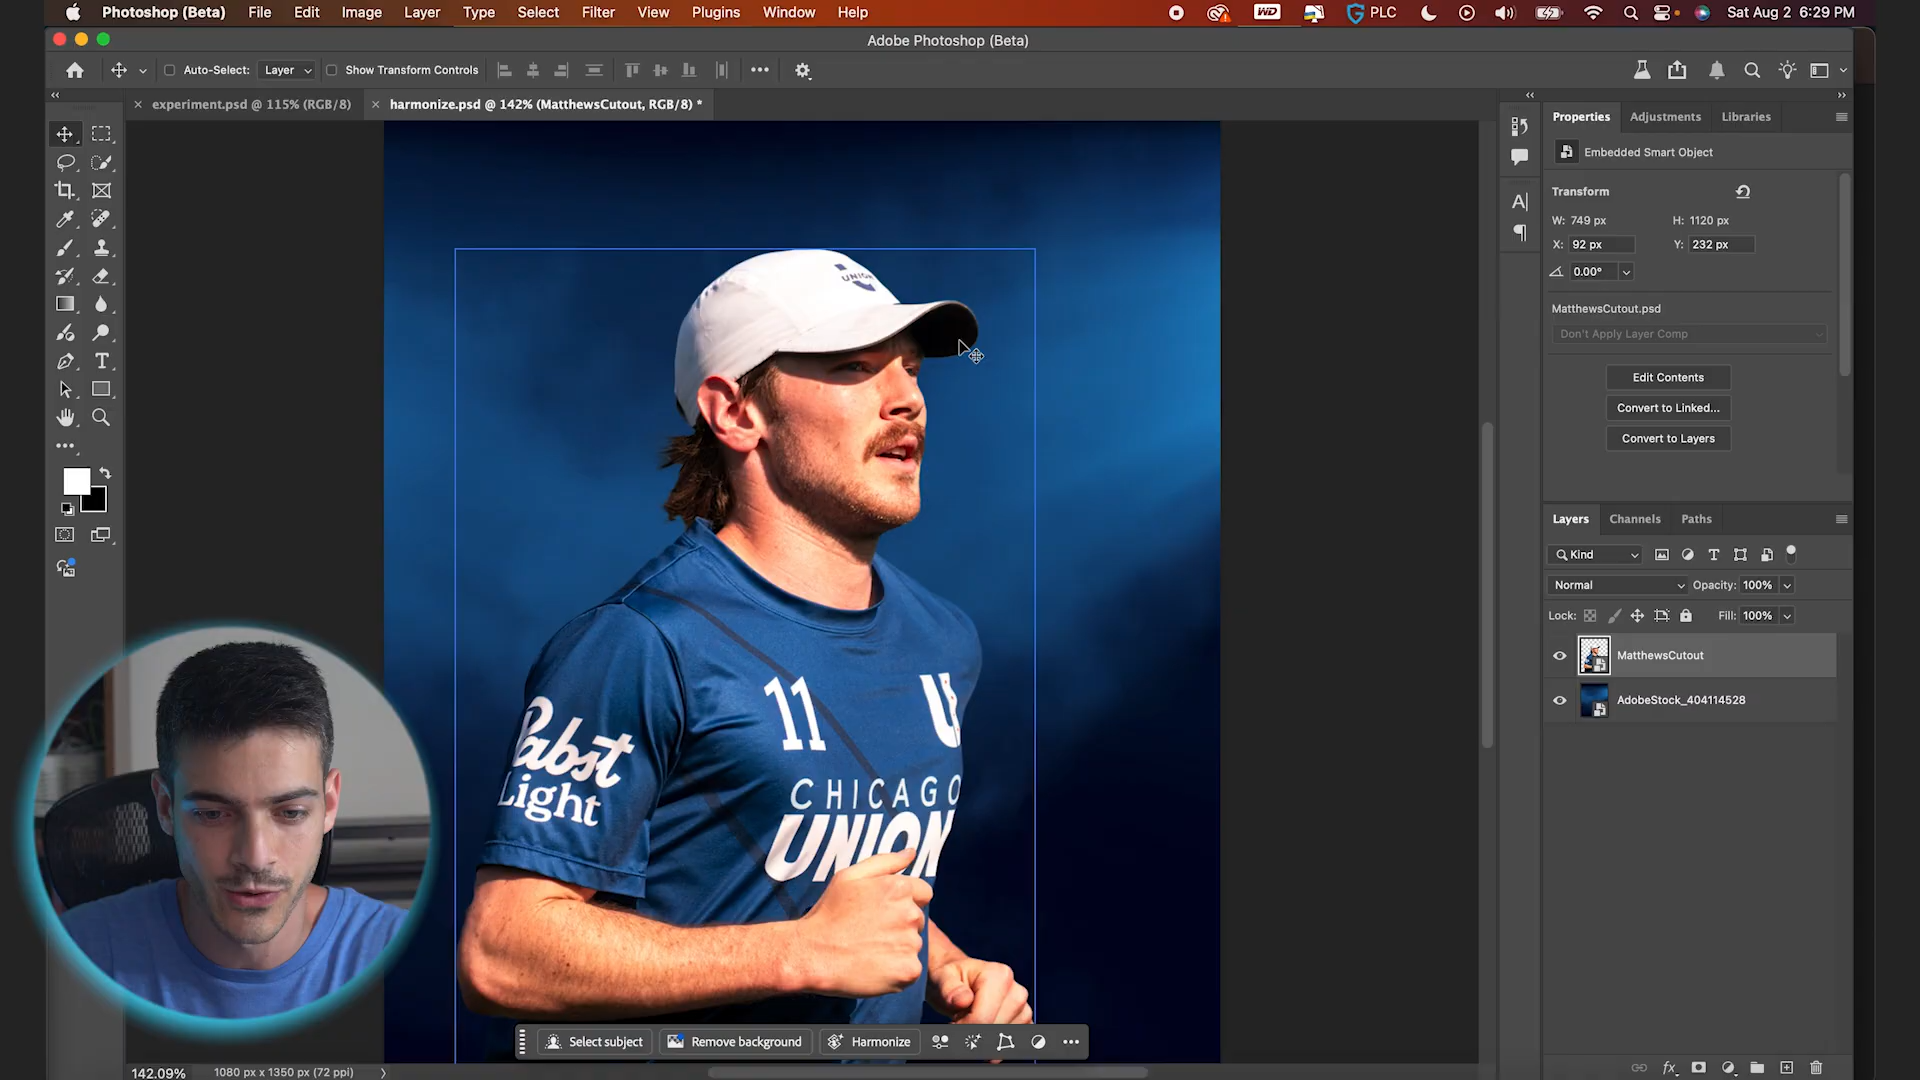 Photoshop (Beta) File Edit Image Layer Type Select Filter View Plugins Window Help PLC Sat Aug 2 6:29 PM
Adobe Photoshop (Beta)
Auto-Select: Layer Show Transform Controls
experiment.psd @ 115% (RGB/8) harmonize.psd @ 142% (MatthewsCutout, RGB/8) *
Properties Adjustments Libraries
Embedded Smart Object
Transform
W: 749 px H: 1120 px
X: 92 px Y: 232 px
0.00°
MatthewsCutout.psd
Don't Apply Layer Comp
Edit Contents
Convert to Linked...
Convert to Layers
Layers Channels Paths
Kind
Normal Opacity: 100%
Lock: Fill: 100%
MatthewsCutout
AdobeStock_404114528
UNION
11 U
Pabst
Light
CHICAGO
UNION
Select subject Remove background Harmonize
142.09% 1080 px x 1350 px (72 ppi)